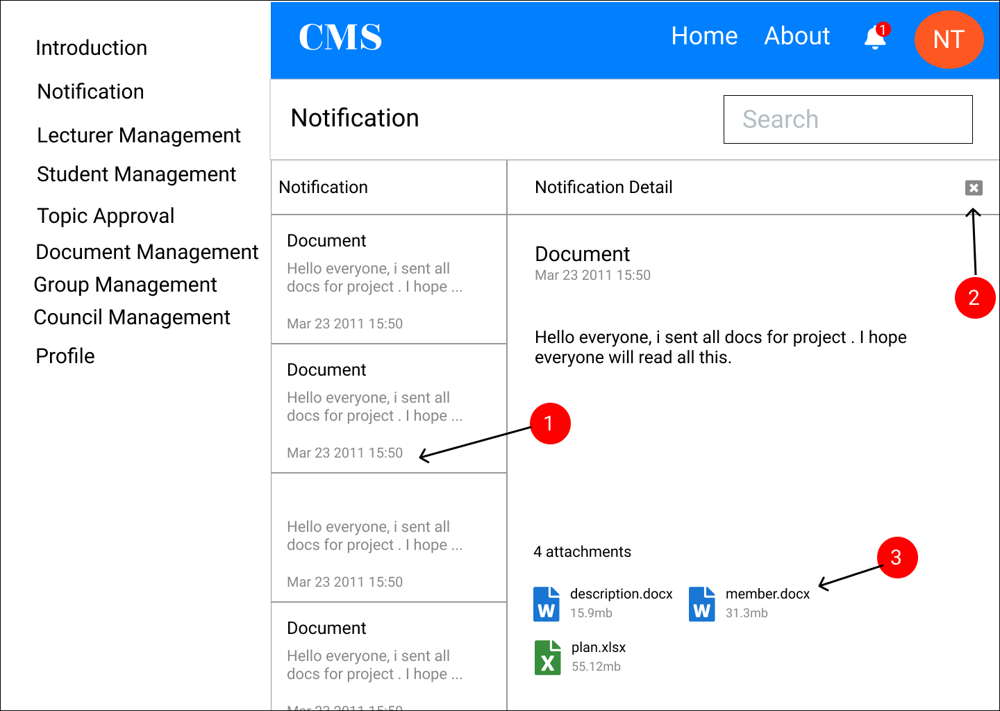 Introduction
Notification
Lecturer Management
Student Management
Topic Approval
Document Management
Group Management
Council Management
Profile
CMS
Home
About
1
NT
Notification
Search
Notification
Document
Hello everyone, i sent all
docs for project . I hope ...
Mar 23 2011 15:50
Document
Hello everyone, i sent all
docs for project . I hope ...
Mar 23 2011 15:50
Hello everyone, i sent all
docs for project . I hope ...
Mar 23 2011 15:50
Document
Hello everyone, i sent all
docs for project . I hope ...
Mar 23 2011 15:50
1
Notification Detail
2
Document
Mar 23 2011 15:50
Hello everyone, i sent all docs for project . I hope
everyone will read all this.
4 attachments
3
W
description.docx
15.9mb
W
member.docx
31.3mb
X
plan.xlsx
55.12mb